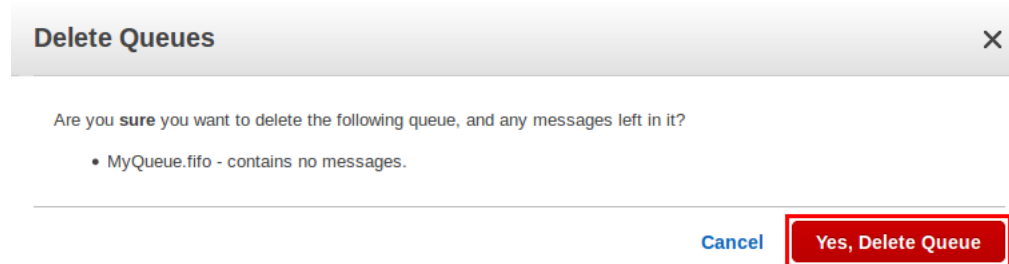 Delete Queues
Are you sure you want to delete the following queue, and any messages left in it?
• MyQueue.fifo - contains no messages.
Cancel Yes, Delete Queue